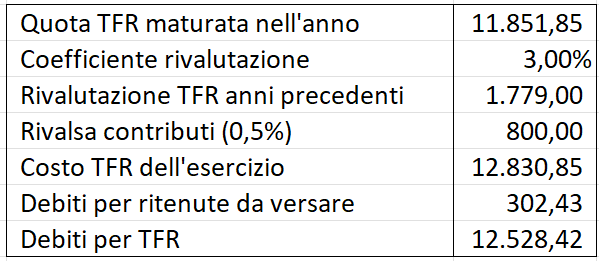 Quota TFR maturata nell'anno 11.851,85
Coefficiente rivalutazione 3,00%
Rivalutazione TFR anni precedenti 1.779,00
Rivalsa contributi (0,5%) 800,00
Costo TFR dell'esercizio 12.830,85
Debiti per ritenute da versare 302,43
Debiti per TFR 12.528,42